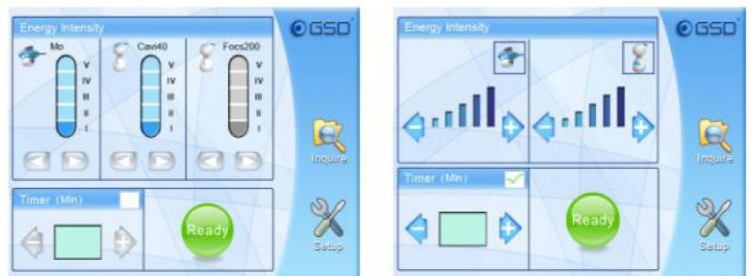 Energy Intensity
GSD
Mo
Cavi40
Focs200
V
IV
III
II
I
V
IV
III
II
I
V
IV
III
II
I
Inquire
Timer (Min)
Ready
Setup
Energy Intensity
GSD
Inquire
Timer (Min)
Ready
Setup